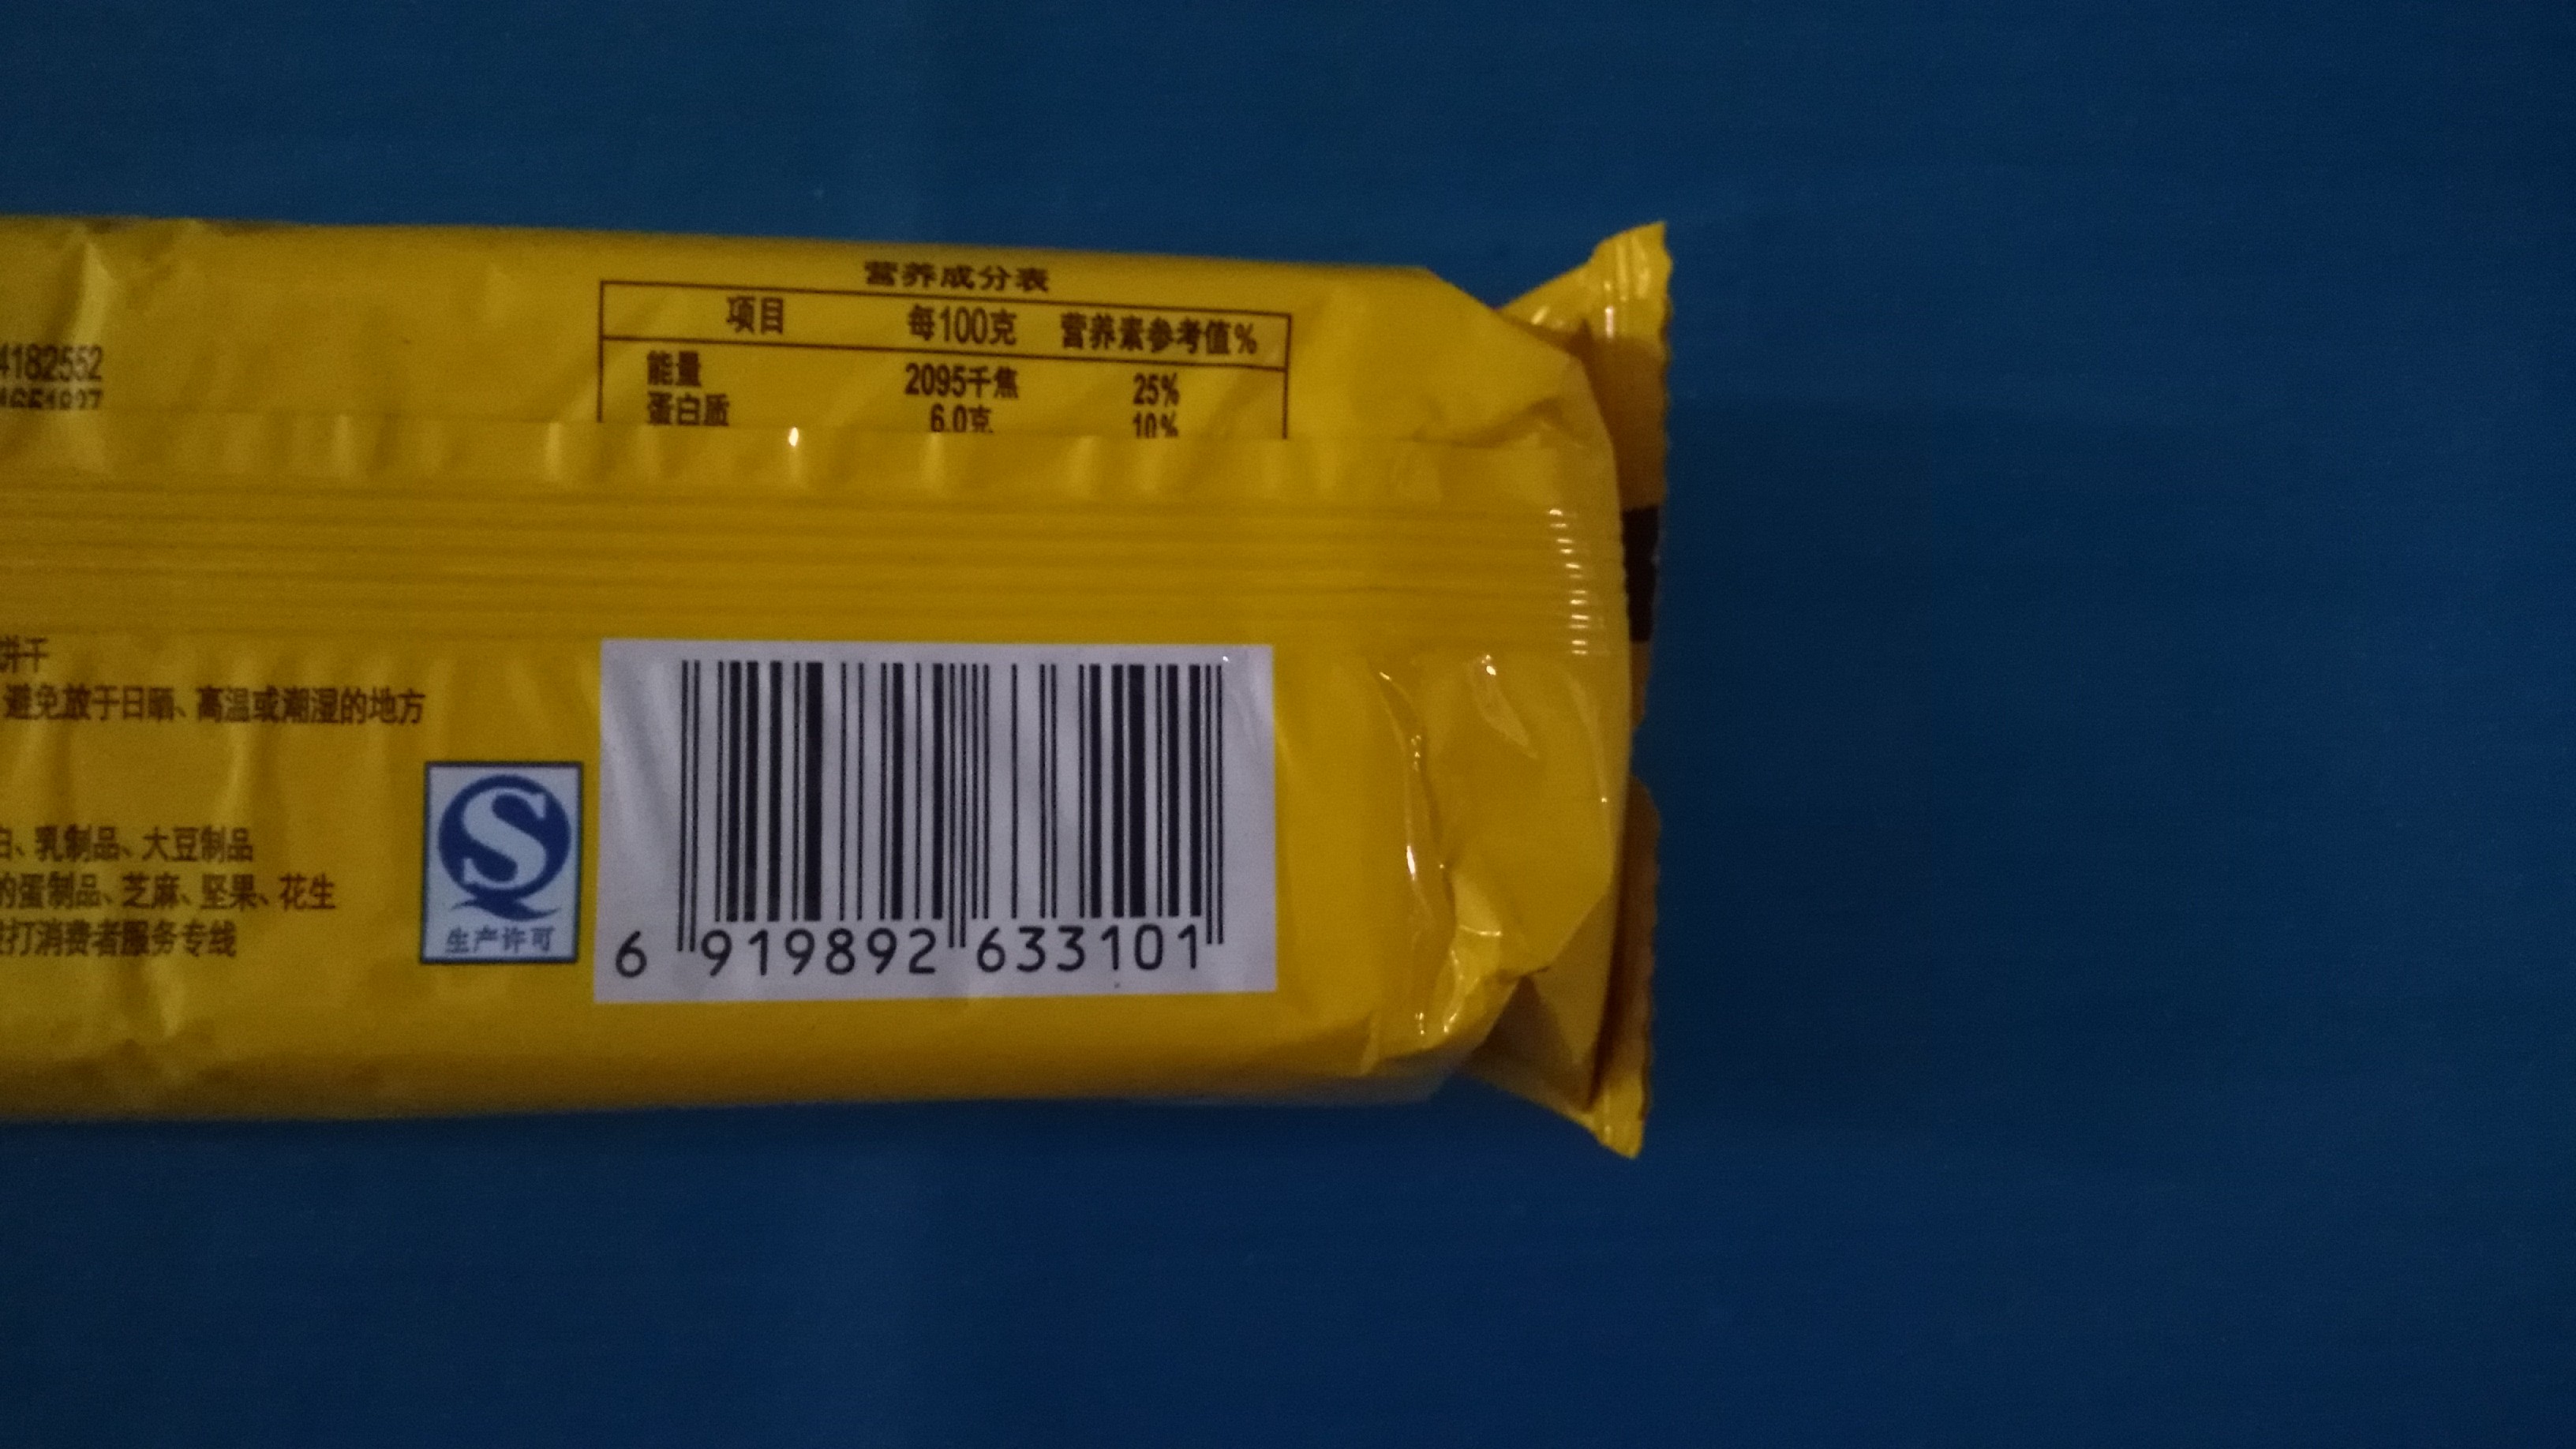 营养成分表
项目 每100克 营养素参考值%
能量 2095千焦 25%
蛋白质 6.0克 10%
4182552
饼干
避免放于日晒、高温或潮湿的地方
、乳制品、大豆制品
的蛋制品、芝麻、坚果、花生
打消费者服务专线
S
生产许可
6 919892 633101